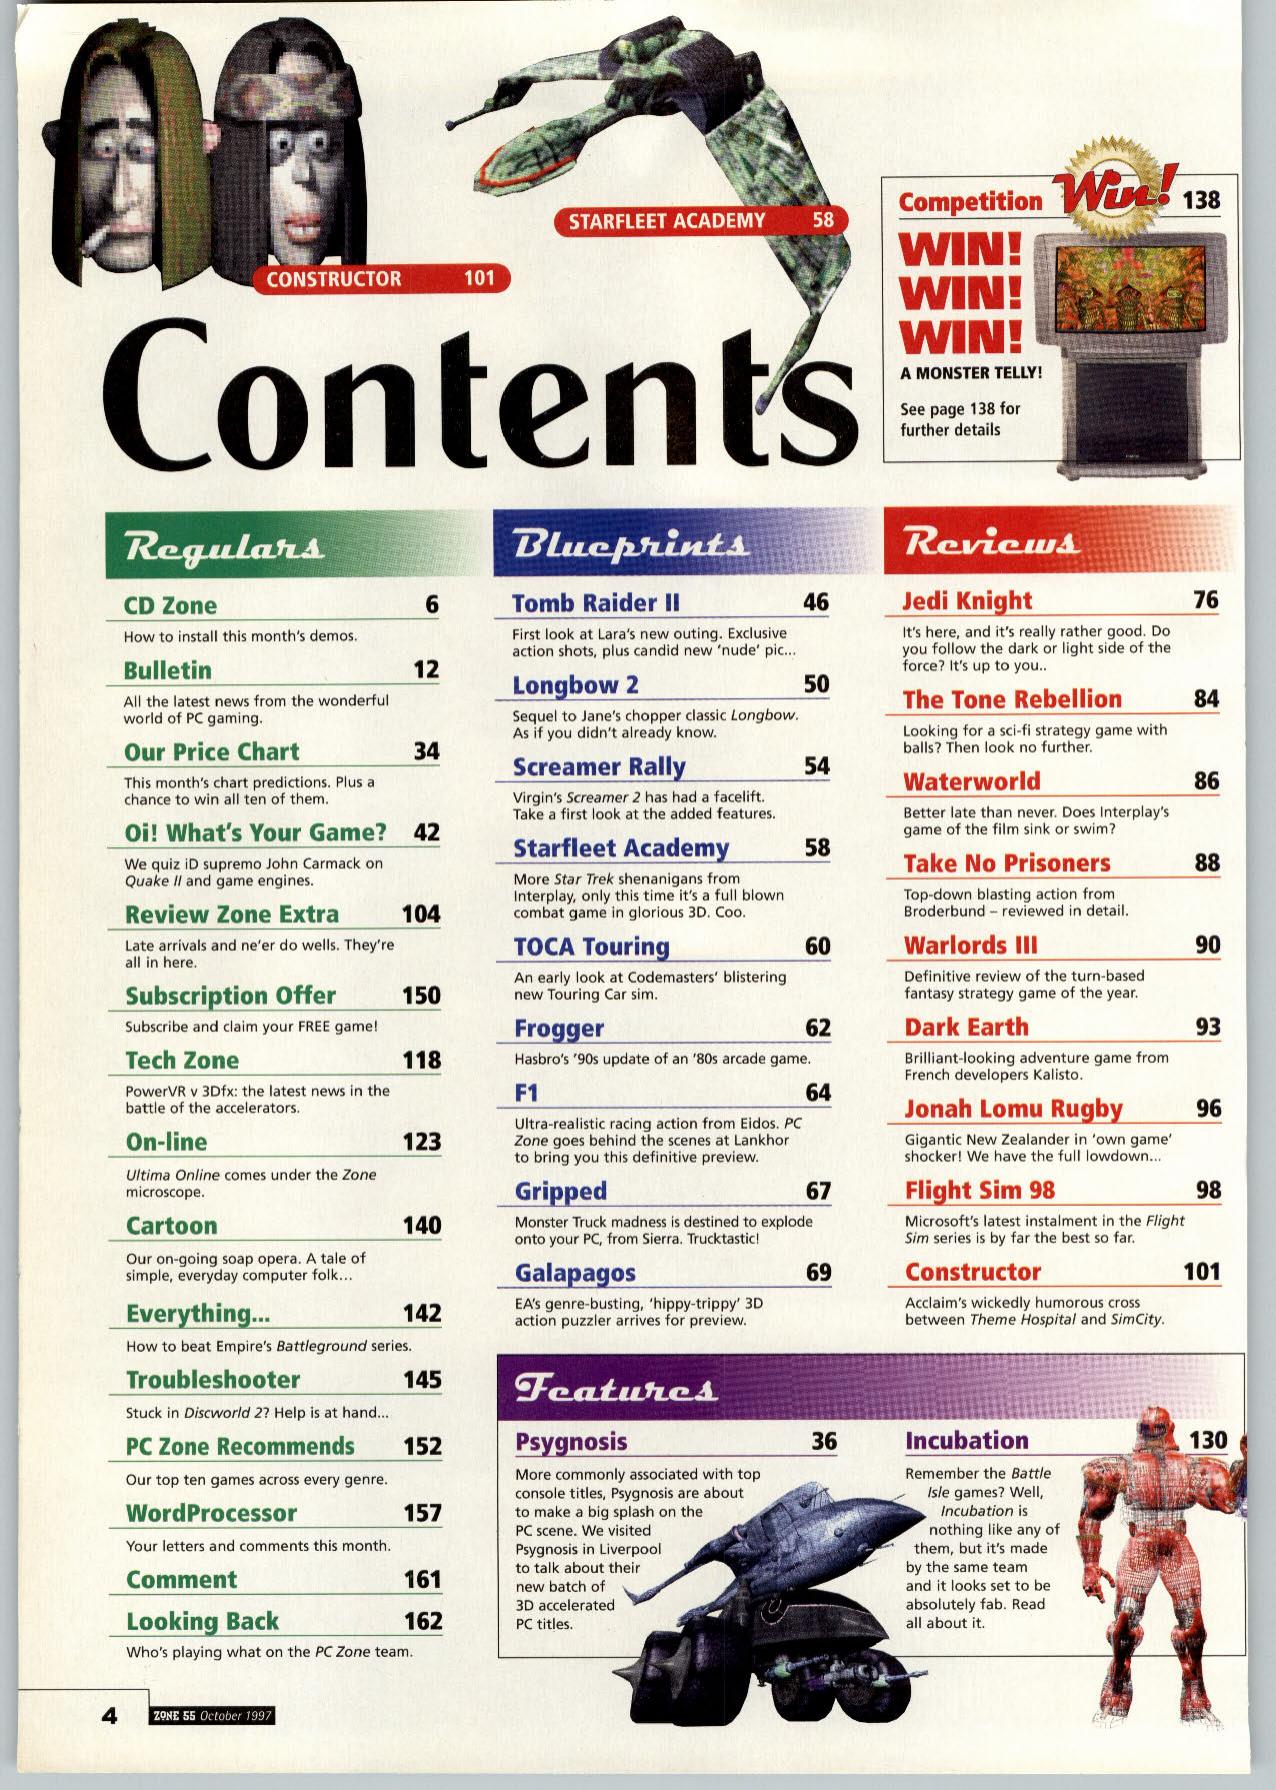 STARFLEET ACADEMY 58
CONSTRUCTOR 101
Contents
Competition Win! 138
WIN!
WIN!
WIN!
A MONSTER TELLY!
See page 138 for
further details
Regulars
CD Zone 6
How to install this month's demos.
Bulletin 12
All the latest news from the wonderful
world of PC gaming.
Our Price Chart 34
This month's chart predictions. Plus a
chance to win all ten of them.
Oi! What's Your Game? 42
We quiz iD supremo John Carmack on
Quake II and game engines.
Review Zone Extra 104
Late arrivals and ne'er do wells. They're
all in here.
Subscription Offer 150
Subscribe and claim your FREE game!
Tech Zone 118
PowerVR v 3Dfx: the latest news in the
battle of the accelerators.
On-line 123
Ultima Online comes under the Zone
microscope.
Cartoon 140
Our on-going soap opera. A tale of
simple, everyday computer folk...
Everything... 142
How to beat Empire's Battleground series.
Troubleshooter 145
Stuck in Discworld 2? Help is at hand...
PC Zone Recommends 152
Our top ten games across every genre.
WordProcessor 157
Your letters and comments this month.
Comment 161
Looking Back 162
Who's playing what on the PC Zone team.
Blueprints
Tomb Raider II 46
First look at Lara's new outing. Exclusive
action shots, plus candid new 'nude' pic...
Longbow 2 50
Sequel to Jane's chopper classic Longbow.
As if you didn't already know.
Screamer Rally 54
Virgin's Screamer 2 has had a facelift.
Take a first look at the added features.
Starfleet Academy 58
More Star Trek shenanigans from
Interplay, only this time it's a full blown
combat game in glorious 3D. Coo.
TOCA Touring 60
An early look at Codemasters' blistering
new Touring Car sim.
Frogger 62
Hasbro's '90s update of an '80s arcade game.
F1 64
Ultra-realistic racing action from Eidos. PC
Zone goes behind the scenes at Lankhor
to bring you this definitive preview.
Gripped 67
Monster Truck madness is destined to explode
onto your PC, from Sierra. Trucktastic!
Galapagos 69
EA's genre-busting, 'hippy-trippy' 3D
action puzzler arrives for preview.
Reviews
Jedi Knight 76
It's here, and it's really rather good. Do
you follow the dark or light side of the
force? It's up to you..
The Tone Rebellion 84
Looking for a sci-fi strategy game with
balls? Then look no further.
Waterworld 86
Better late than never. Does Interplay's
game of the film sink or swim?
Take No Prisoners 88
Top-down blasting action from
Broderbund – reviewed in detail.
Warlords III 90
Definitive review of the turn-based
fantasy strategy game of the year.
Dark Earth 93
Brilliant-looking adventure game from
French developers Kalisto.
Jonah Lomu Rugby 96
Gigantic New Zealander in 'own game'
shocker! We have the full lowdown...
Flight Sim 98 98
Microsoft's latest instalment in the Flight
Sim series is by far the best so far.
Constructor 101
Acclaim's wickedly humorous cross
between Theme Hospital and SimCity.
Features
Psygnosis 36
More commonly associated with top
console titles, Psygnosis are about
to make a big splash on the
PC scene. We visited
Psygnosis in Liverpool
to talk about their
new batch of
3D accelerated
PC titles.
Incubation 130
Remember the Battle
Isle games? Well,
Incubation is
nothing like any of
them, but it's made
by the same team
and it looks set to be
absolutely fab. Read
all about it.
4 ZONE 55 October 1997